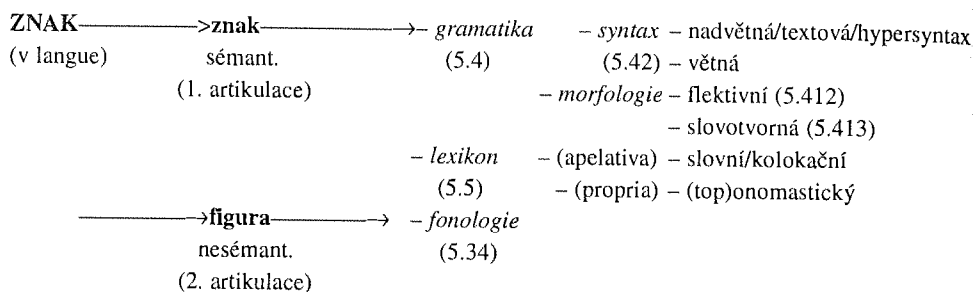 ZNAK————>znak————→ – gramatika – syntax – nadvětná/textová/hypersyntax
(v langue) sémant. (5.4) (5.42) – větná
(1. artikulace) – morfologie – flektivní (5.412)
– slovotvorná (5.413)
– lexikon – (apelativa) – slovní/kolokační
(5.5) – (propria) – (top)onomastický
————→figura————→ – fonologie
nesémant. (5.34)
(2. artikulace)